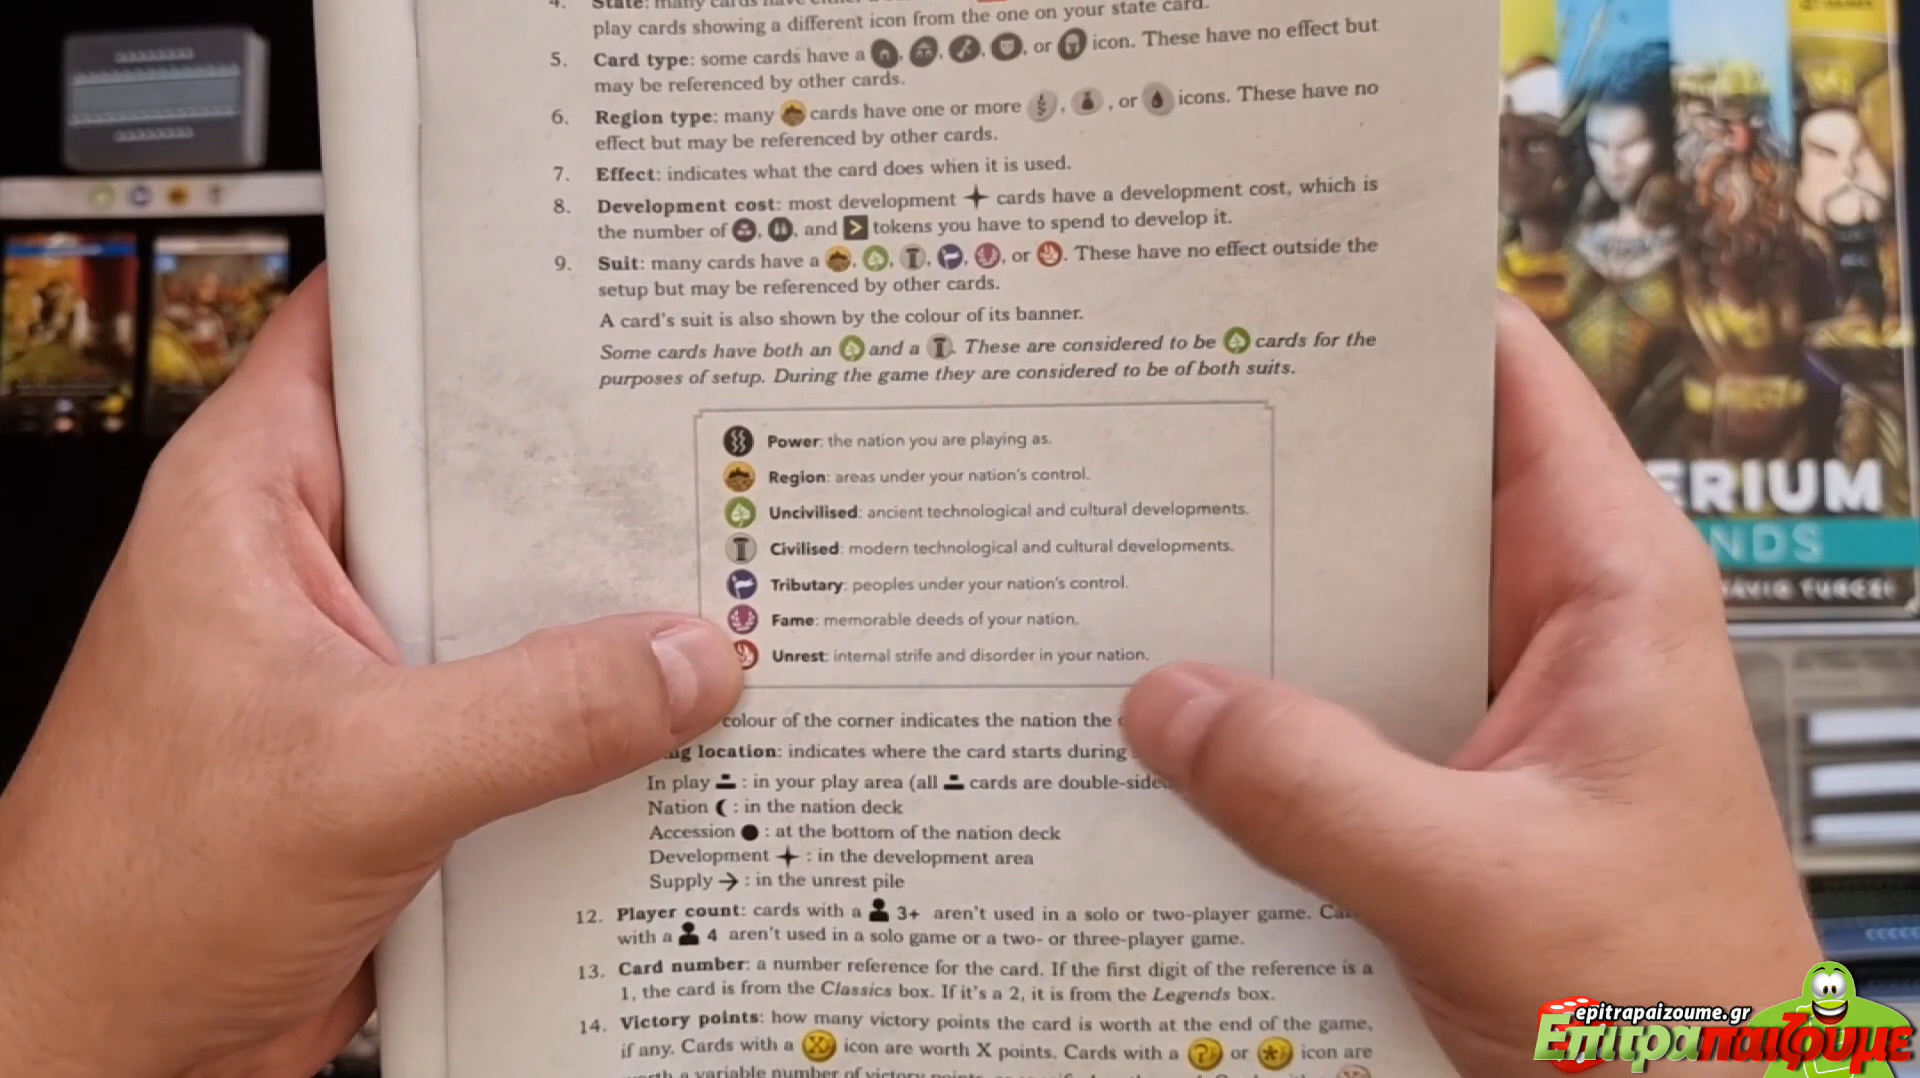 4. State: many cards have
play cards showing a different icon from the one on your state card.
5. Card type: some cards have a , , , , or icon. These have no effect but
may be referenced by other cards.
6. Region type: many cards have one or more , , or icons. These have no
effect but may be referenced by other cards.
7. Effect: indicates what the card does when it is used.
8. Development cost: most development cards have a development cost, which is
the number of , , and > tokens you have to spend to develop it.
9. Suit: many cards have a , , , , , or . These have no effect outside the
setup but may be referenced by other cards.
A card's suit is also shown by the colour of its banner.
Some cards have both an and a . These are considered to be cards for the
purposes of setup. During the game they are considered to be of both suits.
Power: the nation you are playing as.
Region: areas under your nation's control.
Uncivilised: ancient technological and cultural developments.
Civilised: modern technological and cultural developments.
Tributary: peoples under your nation's control.
Fame: memorable deeds of your nation.
Unrest: internal strife and disorder in your nation.
colour of the corner indicates the nation the
location: indicates where the card starts during
In play : in your play area (all cards are double-sided
Nation : in the nation deck
Accession : at the bottom of the nation deck
Development : in the development area
Supply → : in the unrest pile
12. Player count: cards with a 3+ aren't used in a solo or two-player game.
with a 4 aren't used in a solo game or a two- or three-player game.
13. Card number: a number reference for the card. If the first digit of the reference is a
1, the card is from the Classics box. If it's a 2, it is from the Legends box.
14. Victory points: how many victory points the card is worth at the end of the game,
if any. Cards with a X icon are worth X points. Cards with a ? or * icon are
a variable number of victory points
ERIUM
NDS
DAVID TURCZI
epitrapaizoume.gr
Επιτραπαιζουμε